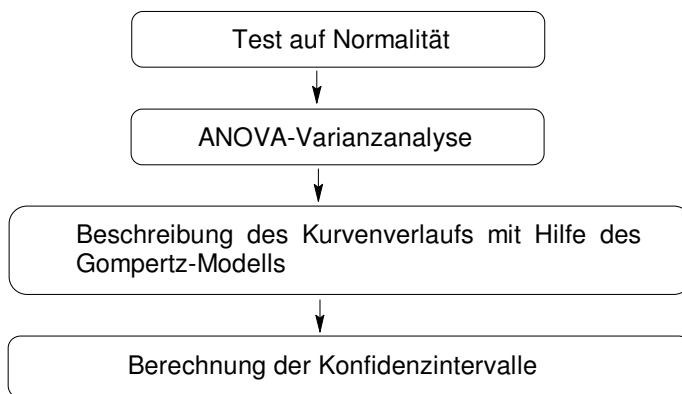 Test auf Normalität
ANOVA-Varianzanalyse
Beschreibung des Kurvenverlaufs mit Hilfe des
Gompertz-Modells
Berechnung der Konfidenzintervalle